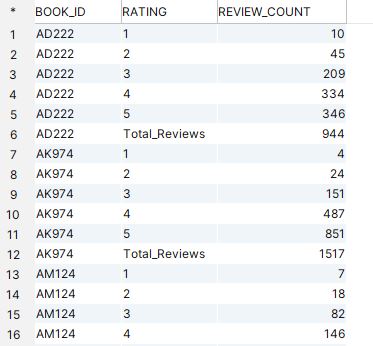 * BOOK_ID RATING REVIEW_COUNT
1 AD222 1 10
2 AD222 2 45
3 AD222 3 209
4 AD222 4 334
5 AD222 5 346
6 AD222 Total_Reviews 944
7 AK974 1 4
8 AK974 2 24
9 AK974 3 151
10 AK974 4 487
11 AK974 5 851
12 AK974 Total_Reviews 1517
13 AM124 1 7
14 AM124 2 18
15 AM124 3 82
16 AM124 4 146